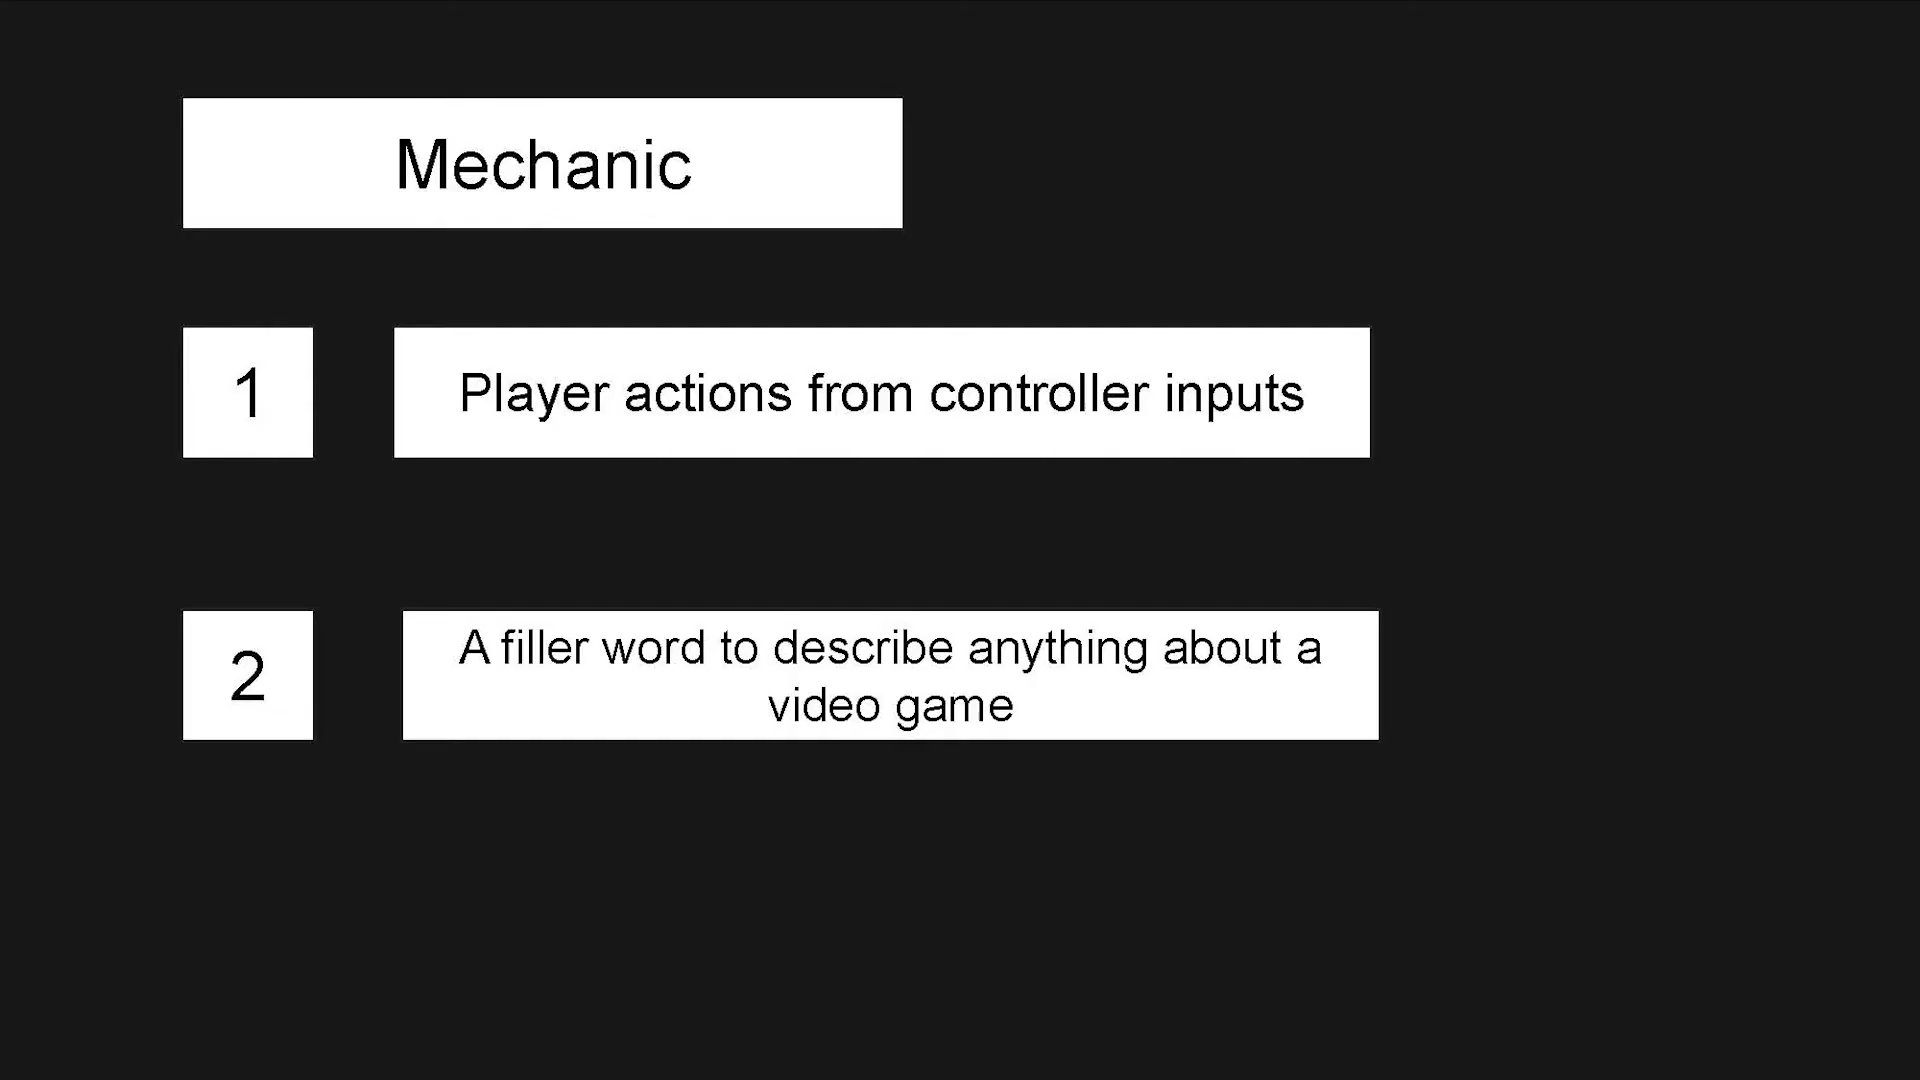 Mechanic
1
Player actions from controller inputs
2
A filler word to describe anything about a
video game